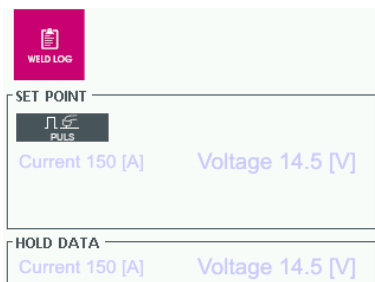 WELD LOG
SET POINT
PULS
Current 150 [A] Voltage 14.5 [V]
HOLD DATA
Current 150 [A] Voltage 14.5 [V]